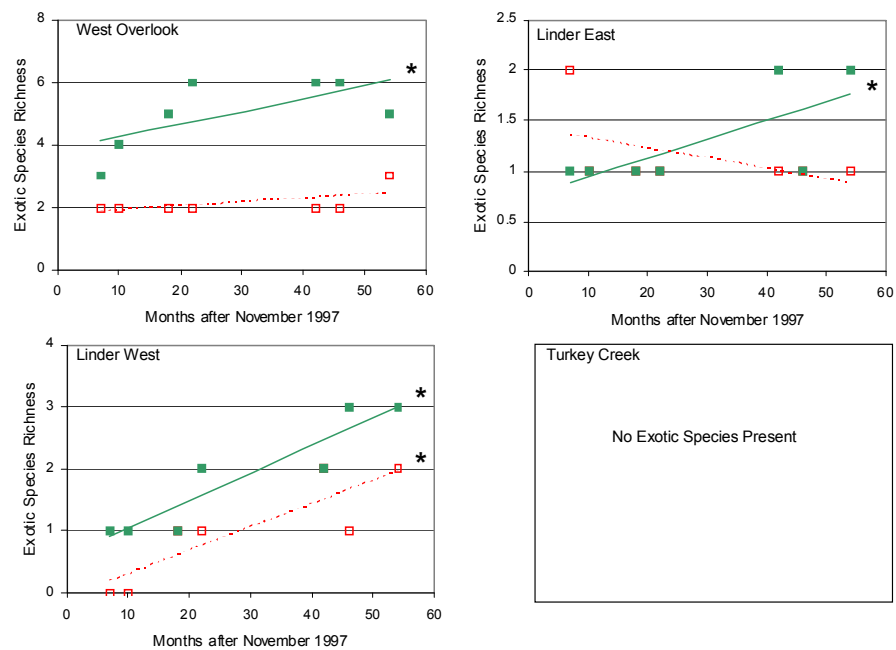 West Overlook
Exotic Species Richness
8
6
4
2
0
0 10 20 30 40 50 60
Months after November 1997
*
Linder East
Exotic Species Richness
2.5
2
1.5
1
0.5
0 10 20 30 40 50 60
Months after November 1997
*
Linder West
Exotic Species Richness
4
3
2
1
0
0 10 20 30 40 50 60
Months after November 1997
*
*
Turkey Creek
No Exotic Species Present